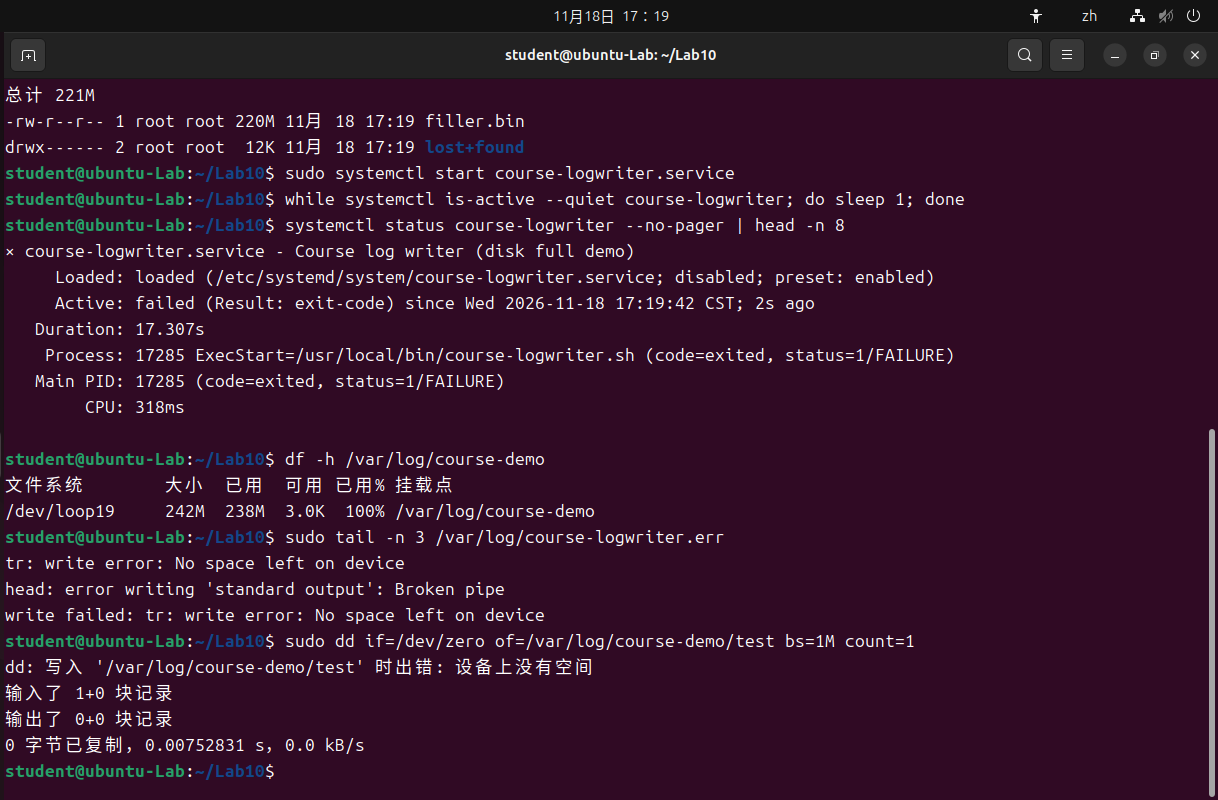 11月18日 17：19
zh
student@ubuntu-Lab: ~/Lab10
总计 221M
-rw-r--r-- 1 root root 220M 11月 18 17:19 filler.bin
drwx------ 2 root root  12K 11月 18 17:19 lost+found
student@ubuntu-Lab:~/Lab10$ sudo systemctl start course-logwriter.service
student@ubuntu-Lab:~/Lab10$ while systemctl is-active --quiet course-logwriter; do sleep 1; done
student@ubuntu-Lab:~/Lab10$ systemctl status course-logwriter --no-pager | head -n 8
× course-logwriter.service - Course log writer (disk full demo)
     Loaded: loaded (/etc/systemd/system/course-logwriter.service; disabled; preset: enabled)
     Active: failed (Result: exit-code) since Wed 2026-11-18 17:19:42 CST; 2s ago
   Duration: 17.307s
    Process: 17285 ExecStart=/usr/local/bin/course-logwriter.sh (code=exited, status=1/FAILURE)
   Main PID: 17285 (code=exited, status=1/FAILURE)
        CPU: 318ms
student@ubuntu-Lab:~/Lab10$ df -h /var/log/course-demo
文件系统        大小  已用  可用 已用% 挂载点
/dev/loop19     242M  238M  3.0K  100% /var/log/course-demo
student@ubuntu-Lab:~/Lab10$ sudo tail -n 3 /var/log/course-logwriter.err
tr: write error: No space left on device
head: error writing 'standard output': Broken pipe
write failed: tr: write error: No space left on device
student@ubuntu-Lab:~/Lab10$ sudo dd if=/dev/zero of=/var/log/course-demo/test bs=1M count=1
dd: 写入 '/var/log/course-demo/test' 时出错: 设备上没有空间
输入了 1+0 块记录
输出了 0+0 块记录
0 字节已复制，0.00752831 s，0.0 kB/s
student@ubuntu-Lab:~/Lab10$